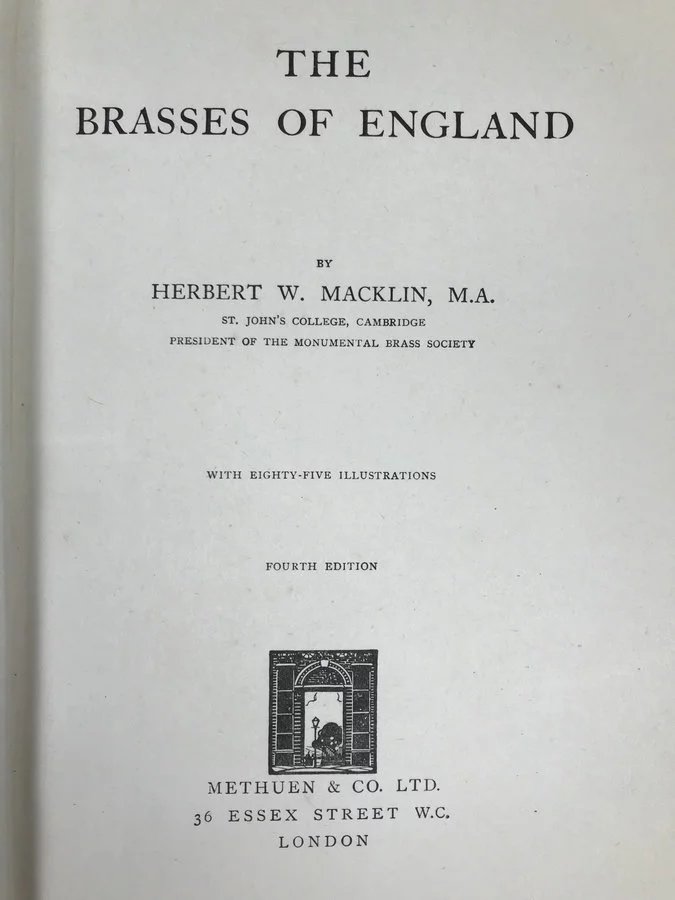 THE
BRASSES OF ENGLAND
BY
HERBERT W. MACKLIN, M.A.
ST. JOHN'S COLLEGE, CAMBRIDGE
PRESIDENT OF THE MONUMENTAL BRASS SOCIETY
WITH EIGHTY-FIVE ILLUSTRATIONS
FOURTH EDITION
METHUEN & CO. LTD.
36 ESSEX STREET W.C.
LONDON